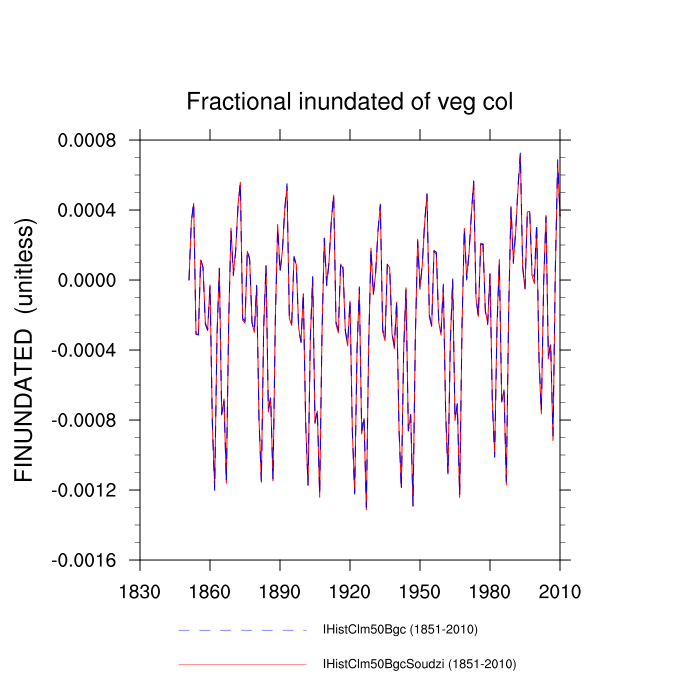 Fractional inundated of veg col
FINUNDATED (unitless)
0.0008
0.0004
0.0000
-0.0004
-0.0008
-0.0012
-0.0016
1830 1860 1890 1920 1950 1980 2010
IHistClm50Bgc (1851-2010)
IHistClm50BgcSoudzi (1851-2010)